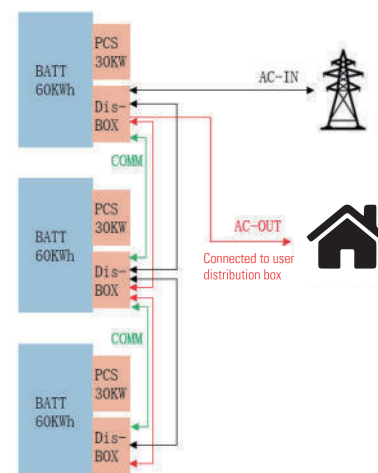 BATT
60KWh
PCS
30KW
Dis-
BOX
AC-IN
COMM
AC-OUT
Connected to user
distribution box
BATT
60KWh
PCS
30KW
Dis-
BOX
COMM
BATT
60KWh
PCS
30KW
Dis-
BOX